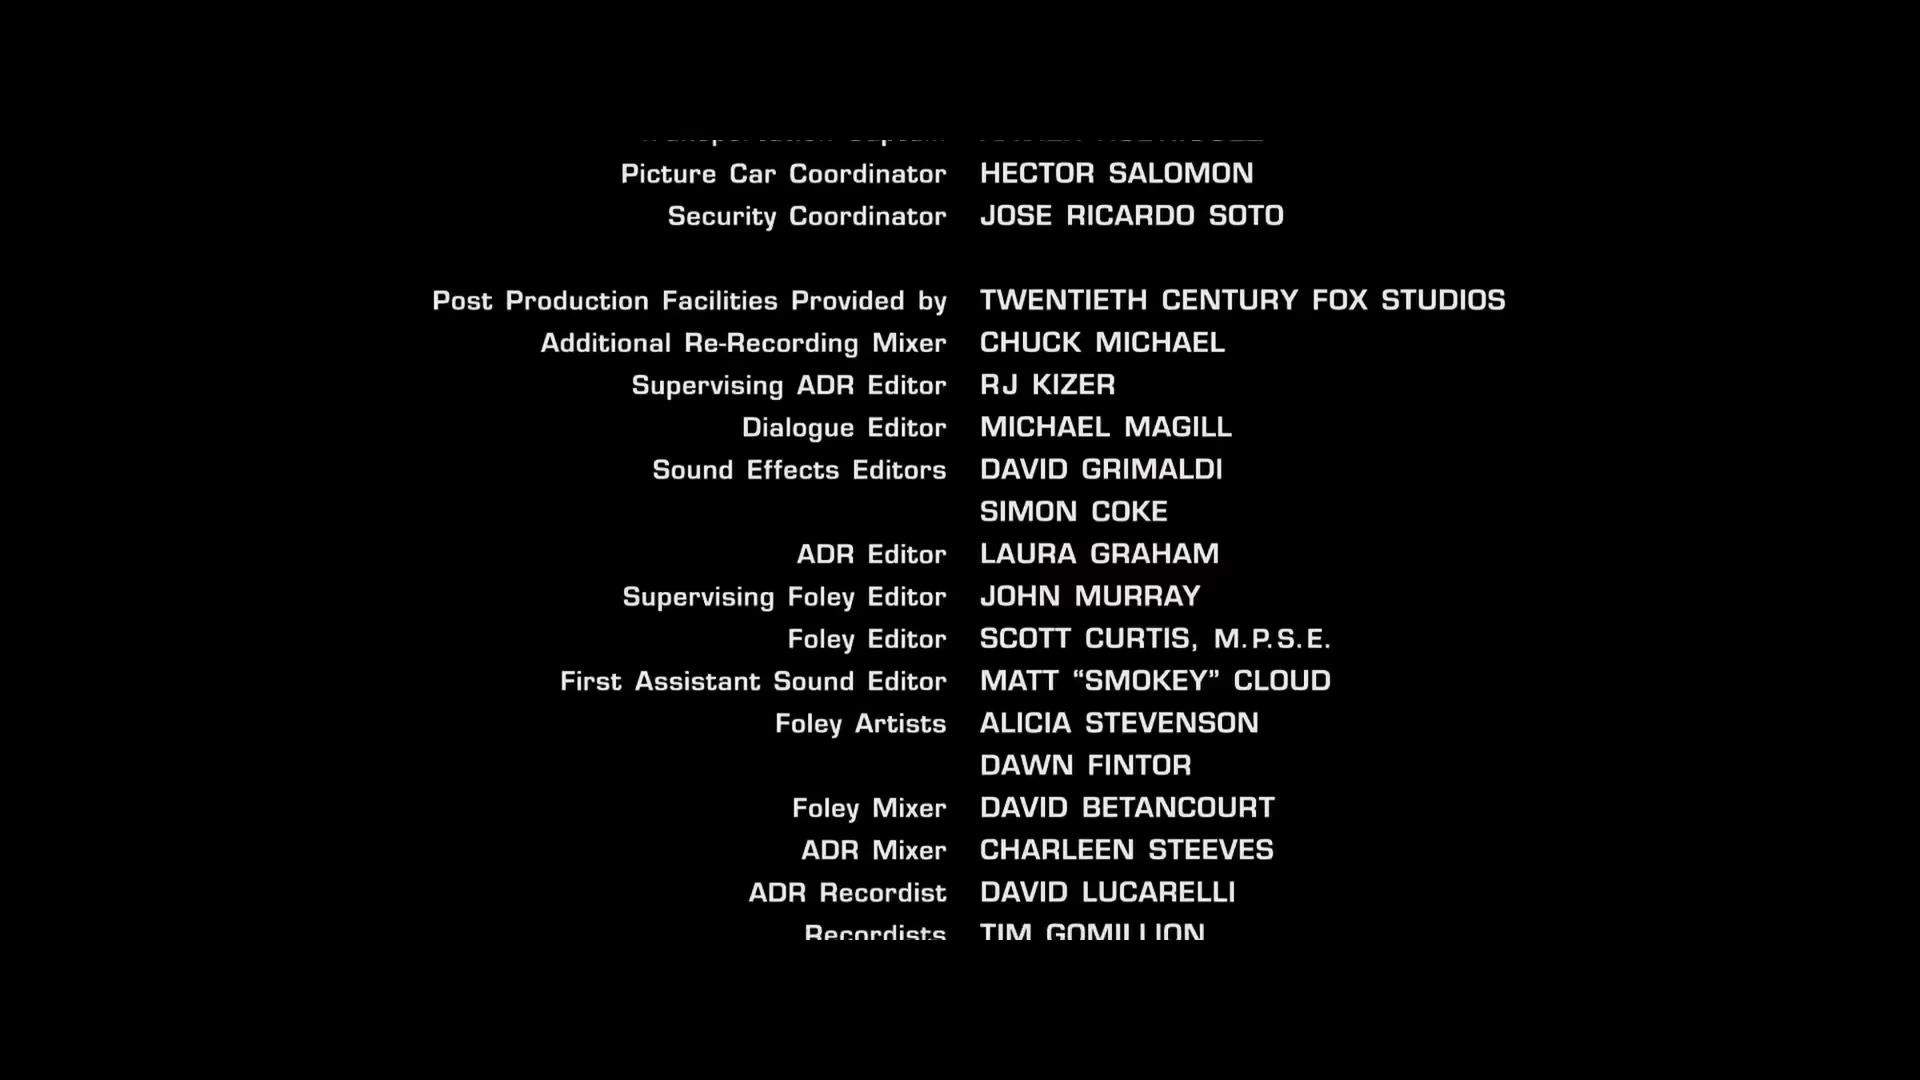 Picture Car Coordinator HECTOR SALOMON
Security Coordinator JOSE RICARDO SOTO
Post Production Facilities Provided by TWENTIETH CENTURY FOX STUDIOS
Additional Re-Recording Mixer CHUCK MICHAEL
Supervising ADR Editor RJ KIZER
Dialogue Editor MICHAEL MAGILL
Sound Effects Editors DAVID GRIMALDI
SIMON COKE
ADR Editor LAURA GRAHAM
Supervising Foley Editor JOHN MURRAY
Foley Editor SCOTT CURTIS, M.P.S.E.
First Assistant Sound Editor MATT “SMOKEY” CLOUD
Foley Artists ALICIA STEVENSON
DAWN FINTOR
Foley Mixer DAVID BETANCOURT
ADR Mixer CHARLEEN STEEVES
ADR Recordist DAVID LUCARELLI
Recordists TIM GOMILLION